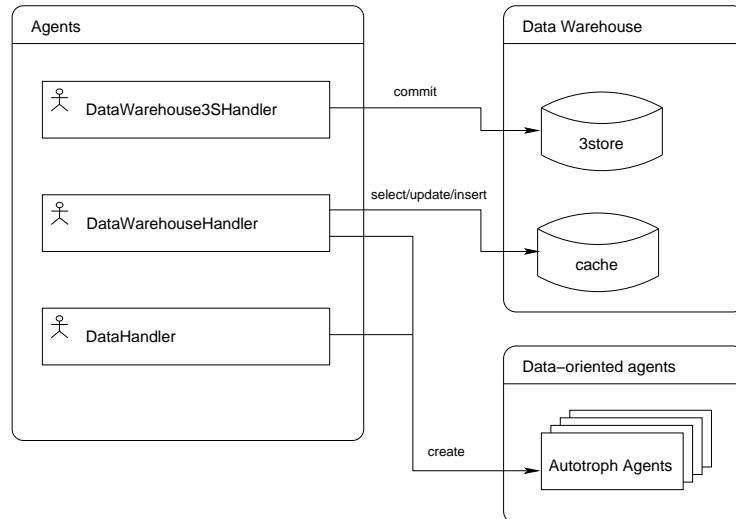 Agents
DataWarehouse3SHandler
DataWarehouseHandler
DataHandler
commit
select/update/insert
create
Data Warehouse
3store
cache
Data−oriented agents
Autotroph Agents